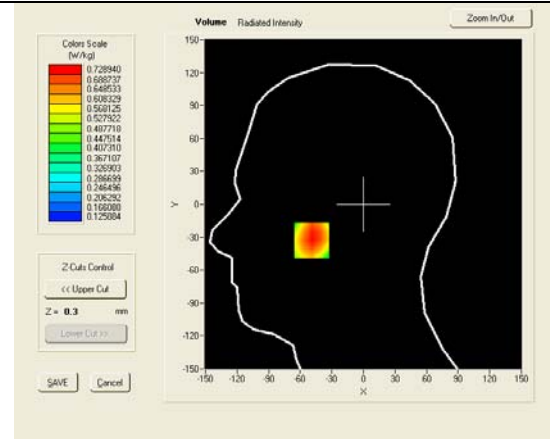 Volume Radiated Intensity
Zoom In/Out
Colors Scale
(W/kg)
0.728940
0.688737
0.648533
0.608329
0.568125
0.527922
0.487718
0.447514
0.407310
0.367107
0.326903
0.286699
0.246496
0.206292
0.166088
0.125884
Z-Cuts Control
<< Upper Cut
Z = 0.3 mm
Lower Cut >>
SAVE Cancel
150
120
90
60
30
0
-30
-60
-90
-120
-150
Y
-150 -120 -90 -60 -30 0 30 60 90 120 150
X